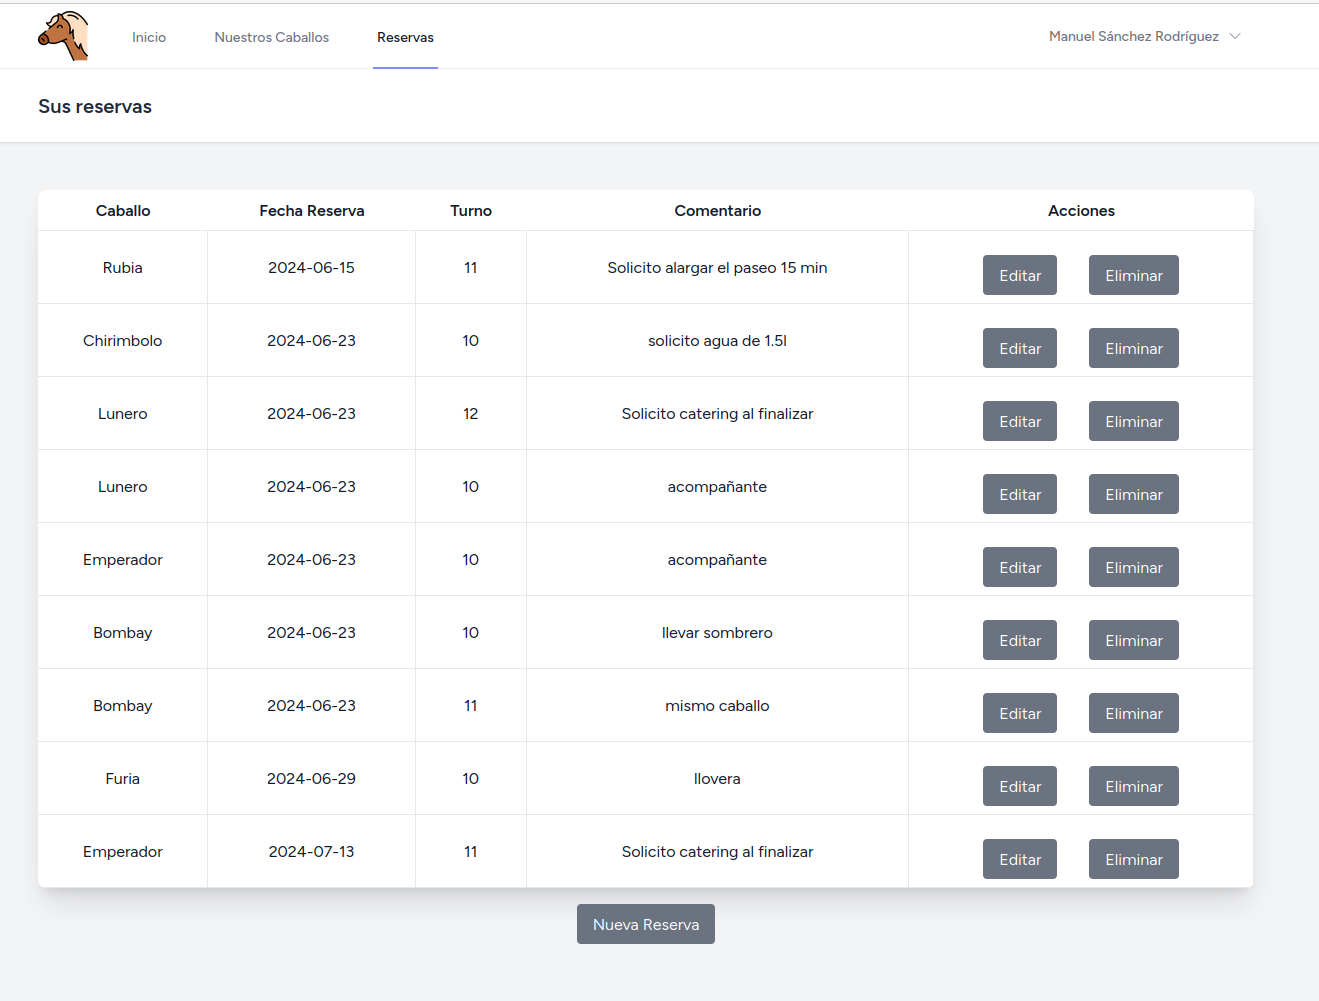 Inicio Nuestros Caballos Reservas Manuel Sánchez Rodríguez
Sus reservas
Caballo Fecha Reserva Turno Comentario Acciones
Rubia 2024-06-15 11 Solicito alargar el paseo 15 min Editar Eliminar
Chirimbolo 2024-06-23 10 solicito agua de 1.5l Editar Eliminar
Lunero 2024-06-23 12 Solicito catering al finalizar Editar Eliminar
Lunero 2024-06-23 10 acompañante Editar Eliminar
Emperador 2024-06-23 10 acompañante Editar Eliminar
Bombay 2024-06-23 10 llevar sombrero Editar Eliminar
Bombay 2024-06-23 11 mismo caballo Editar Eliminar
Furia 2024-06-29 10 llovera Editar Eliminar
Emperador 2024-07-13 11 Solicito catering al finalizar Editar Eliminar
Nueva Reserva